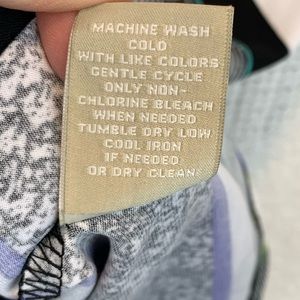 MACHINE WASH
COLD
WITH LIKE COLORS
GENTLE CYCLE
ONLY NON-
CHLORINE BLEACH
WHEN NEEDED
TUMBLE DRY LOW
COOL IRON
IF NEEDED
OR DRY CLEAN